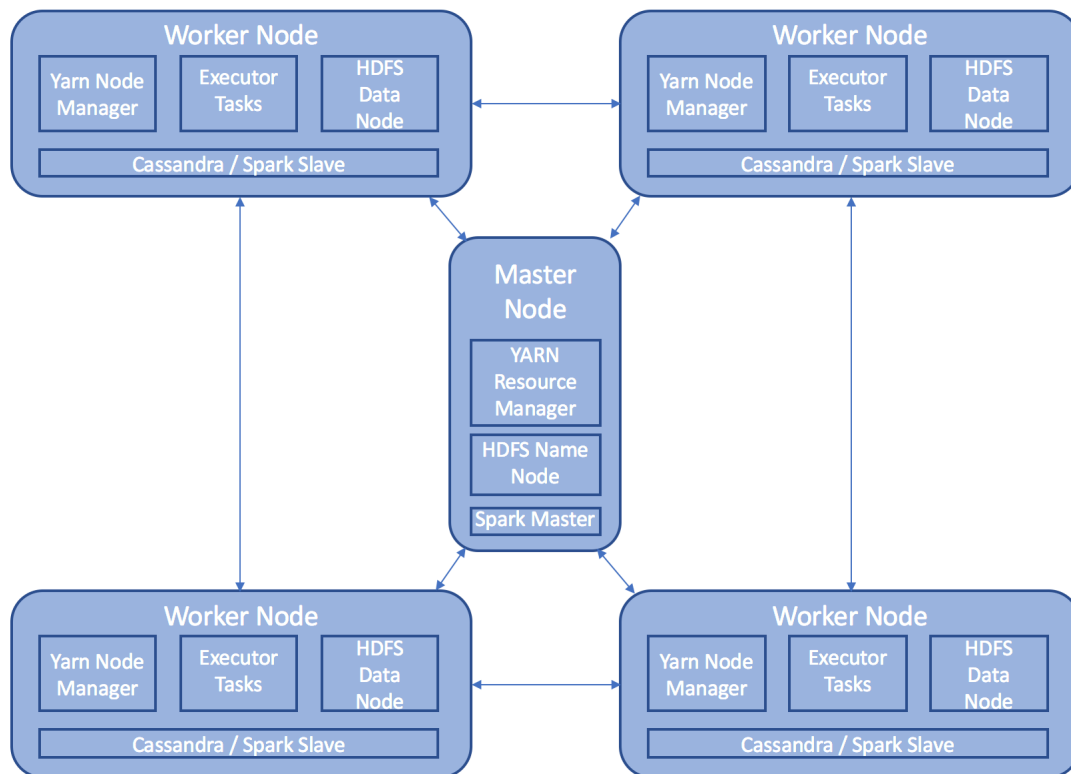 Worker Node
Yarn Node
Manager
Executor
Tasks
HDFS
Data
Node
Cassandra / Spark Slave
Worker Node
Yarn Node
Manager
Executor
Tasks
HDFS
Data
Node
Cassandra / Spark Slave
Master
Node
YARN
Resource
Manager
HDFS Name
Node
Spark Master
Worker Node
Yarn Node
Manager
Executor
Tasks
HDFS
Data
Node
Cassandra / Spark Slave
Worker Node
Yarn Node
Manager
Executor
Tasks
HDFS
Data
Node
Cassandra / Spark Slave